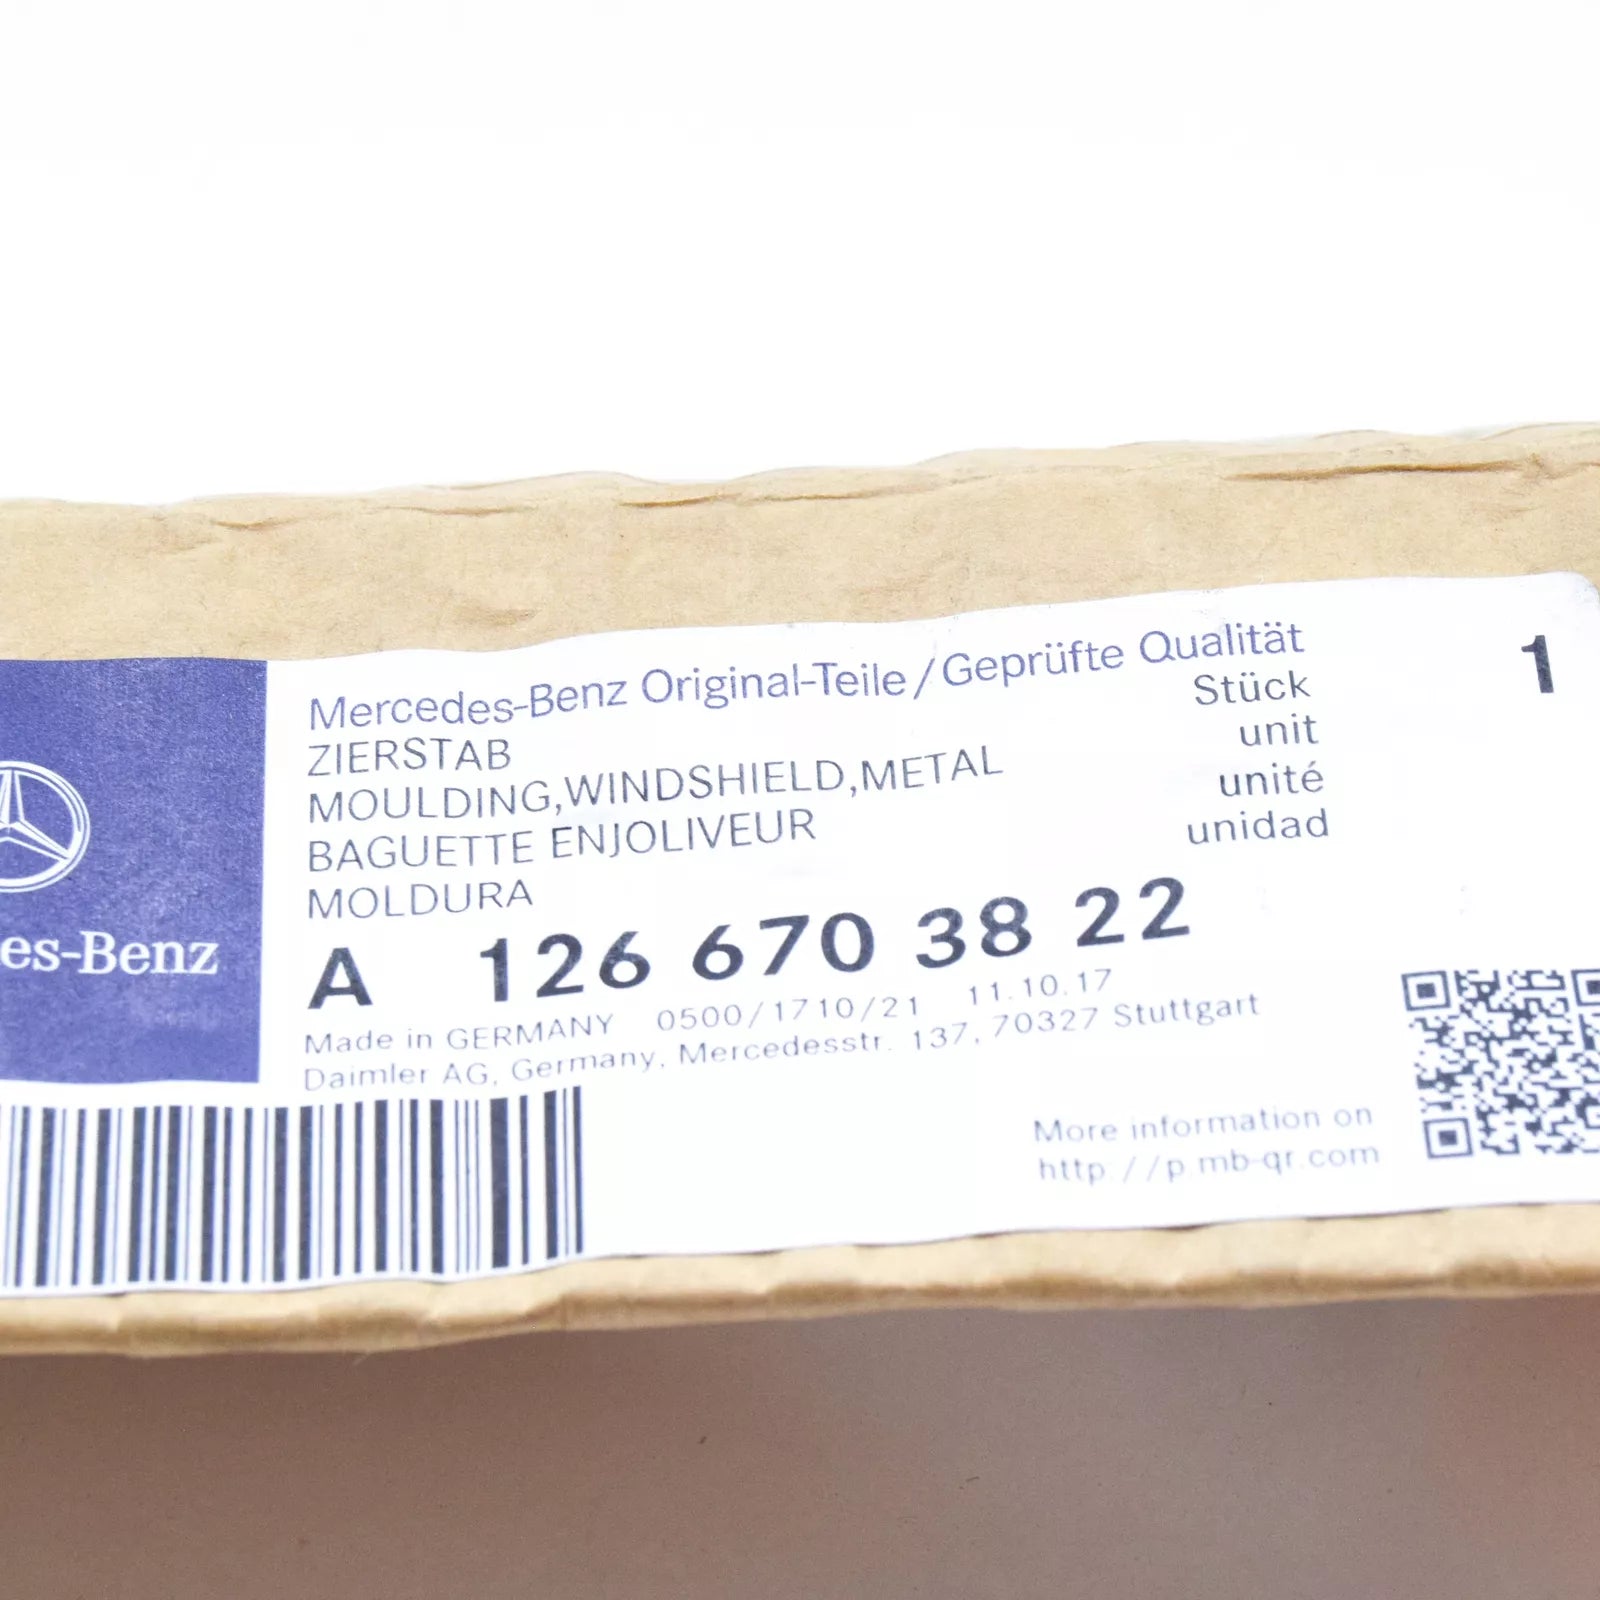 Mercedes-Benz Original-Teile/Geprüfte Qualität
ZIERSTAB Stück 1
MOULDING,WINDSHIELD,METAL unit
BAGUETTE ENJOLIVEUR unité
MOLDURA unidad
A 126 670 38 22
es-Benz
Made in GERMANY 0500/1710/21 11.10.17
Daimler AG, Germany, Mercedesstr. 137, 70327 Stuttgart
More information on
http://p.mb-qr.com